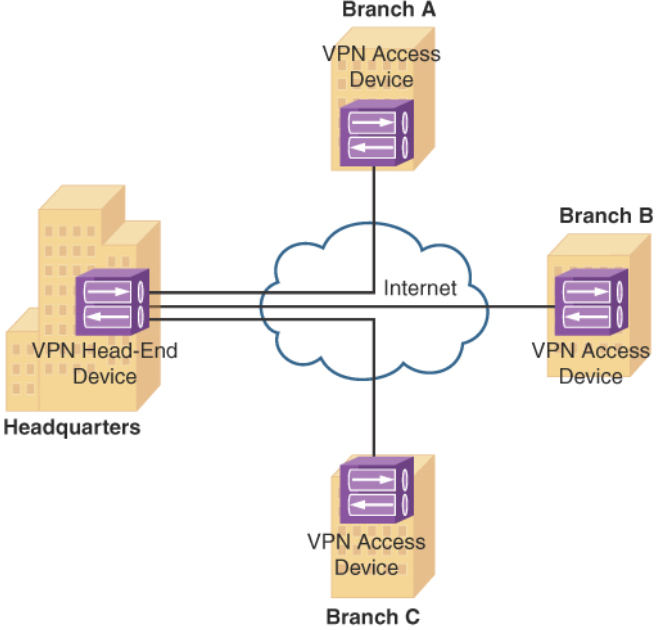 Branch A
VPN Access
Device
Branch B
Internet
VPN Head-End
Device
VPN Access
Device
Headquarters
VPN Access
Device
Branch C